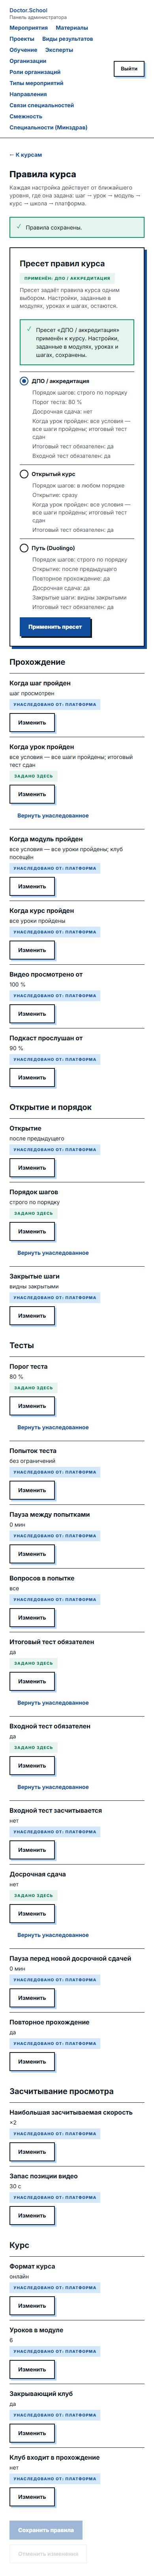 Doctor.School
Панель администратора
Мероприятия Материалы
Проекты Виды результатов
Обучение Эксперты
Организации
Роли организаций
Типы мероприятий
Направления
Связи специальностей
Смежность
Специальности (Минздрав)
Выйти
← К курсам
Правила курса
Каждая настройка действует от ближайшего
уровня, где она задана: шаг → урок → модуль →
курс → школа → платформа.
✓ Правила сохранены.
Пресет правил курса
ПРИМЕНЁН: ДПО / АККРЕДИТАЦИЯ
Пресет задаёт правила курса одним
выбором. Настройки, заданные в
модулях, уроках и шагах, остаются.
✓ Пресет «ДПО / аккредитация»
применён к курсу. Настройки,
заданные в модулях, уроках и
шагах, сохранены.
ДПО / аккредитация
Порядок шагов: строго по порядку
Порог теста: 80 %
Досрочная сдача: нет
Когда урок пройден: все условия —
все шаги пройдены; итоговый тест
сдан
Итоговый тест обязателен: да
Входной тест обязателен: да
Открытый курс
Порядок шагов: в любом порядке
Открытие: сразу
Когда урок пройден: все условия —
все шаги пройдены; итоговый тест
сдан
Итоговый тест обязателен: да
Путь (Duolingo)
Порядок шагов: строго по порядку
Открытие: после предыдущего
Повторное прохождение: да
Досрочная сдача: да
Закрытые шаги: видны закрытыми
Итоговый тест обязателен: да
Применить пресет
Прохождение
Когда шаг пройден
шаг просмотрен
УНАСЛЕДОВАНО ОТ: ПЛАТФОРМА
Изменить
Когда урок пройден
все условия — все шаги пройдены; итоговый
тест сдан
ЗАДАНО ЗДЕСЬ
Изменить
Вернуть унаследованное
Когда модуль пройден
все условия — все уроки пройдены; клуб
посещён
УНАСЛЕДОВАНО ОТ: ПЛАТФОРМА
Изменить
Когда курс пройден
все уроки пройдены
УНАСЛЕДОВАНО ОТ: ПЛАТФОРМА
Изменить
Видео просмотрено от
100 %
УНАСЛЕДОВАНО ОТ: ПЛАТФОРМА
Изменить
Подкаст прослушан от
90 %
УНАСЛЕДОВАНО ОТ: ПЛАТФОРМА
Изменить
Открытие и порядок
Открытие
после предыдущего
УНАСЛЕДОВАНО ОТ: ПЛАТФОРМА
Изменить
Порядок шагов
строго по порядку
ЗАДАНО ЗДЕСЬ
Изменить
Вернуть унаследованное
Закрытые шаги
видны закрытыми
УНАСЛЕДОВАНО ОТ: ПЛАТФОРМА
Изменить
Тесты
Порог теста
80 %
ЗАДАНО ЗДЕСЬ
Изменить
Вернуть унаследованное
Попыток теста
без ограничений
УНАСЛЕДОВАНО ОТ: ПЛАТФОРМА
Изменить
Пауза между попытками
0 мин
УНАСЛЕДОВАНО ОТ: ПЛАТФОРМА
Изменить
Вопросов в попытке
все
УНАСЛЕДОВАНО ОТ: ПЛАТФОРМА
Изменить
Итоговый тест обязателен
да
ЗАДАНО ЗДЕСЬ
Изменить
Вернуть унаследованное
Входной тест обязателен
да
ЗАДАНО ЗДЕСЬ
Изменить
Вернуть унаследованное
Входной тест засчитывается
нет
УНАСЛЕДОВАНО ОТ: ПЛАТФОРМА
Изменить
Досрочная сдача
нет
ЗАДАНО ЗДЕСЬ
Изменить
Вернуть унаследованное
Пауза перед новой досрочной сдачей
0 мин
УНАСЛЕДОВАНО ОТ: ПЛАТФОРМА
Изменить
Повторное прохождение
да
УНАСЛЕДОВАНО ОТ: ПЛАТФОРМА
Изменить
Засчитывание просмотра
Наибольшая засчитываемая скорость
×2
УНАСЛЕДОВАНО ОТ: ПЛАТФОРМА
Изменить
Запас позиции видео
30 с
УНАСЛЕДОВАНО ОТ: ПЛАТФОРМА
Изменить
Курс
Формат курса
онлайн
УНАСЛЕДОВАНО ОТ: ПЛАТФОРМА
Изменить
Уроков в модуле
6
УНАСЛЕДОВАНО ОТ: ПЛАТФОРМА
Изменить
Закрывающий клуб
да
УНАСЛЕДОВАНО ОТ: ПЛАТФОРМА
Изменить
Клуб входит в прохождение
нет
УНАСЛЕДОВАНО ОТ: ПЛАТФОРМА
Изменить
Сохранить правила
Отменить изменения